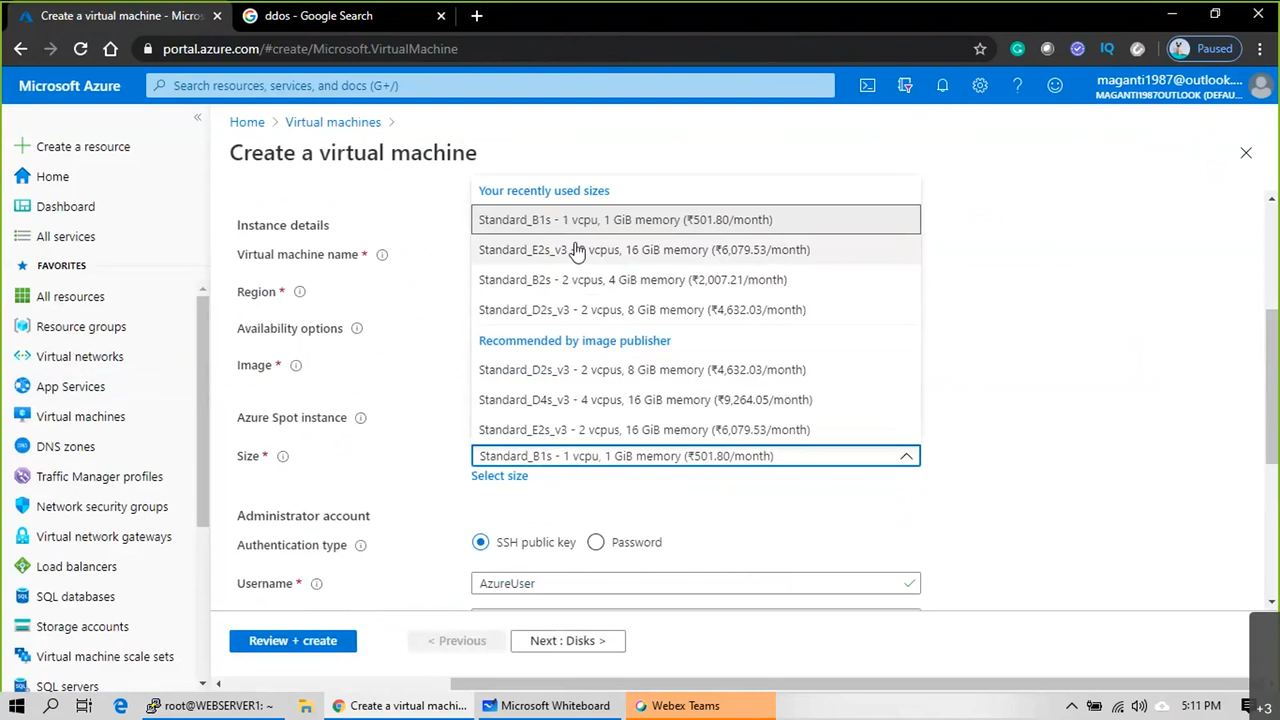 Create a virtual machine - Micros
ddos - Google Search
portal.azure.com/#create/Microsoft.VirtualMachine
IQ
Paused
Microsoft Azure
Search resources, services, and docs (G+/)
maganti1987@outlook....
MAGANTI1987OUTLOOK (DEFAU...
Create a resource
Home
Dashboard
All services
FAVORITES
All resources
Resource groups
Virtual networks
App Services
Virtual machines
DNS zones
Traffic Manager profiles
Network security groups
Virtual network gateways
Load balancers
SQL databases
Storage accounts
Virtual machine scale sets
SQL servers
Home > Virtual machines >
Create a virtual machine
Instance details
Virtual machine name *
Region *
Availability options
Image *
Azure Spot instance
Size *
Your recently used sizes
Standard_B1s - 1 vcpu, 1 GiB memory (₹501.80/month)
Standard_E2s_v3 vcpus, 16 GiB memory (₹6,079.53/month)
Standard_B2s - 2 vcpus, 4 GiB memory (₹2,007.21/month)
Standard_D2s_v3 - 2 vcpus, 8 GiB memory (₹4,632.03/month)
Recommended by image publisher
Standard_D2s_v3 - 2 vcpus, 8 GiB memory (₹4,632.03/month)
Standard_D4s_v3 - 4 vcpus, 16 GiB memory (₹9,264.05/month)
Standard_E2s_v3 - 2 vcpus, 16 GiB memory (₹6,079.53/month)
Standard_B1s - 1 vcpu, 1 GiB memory (₹501.80/month)
Select size
Administrator account
Authentication type
SSH public key
Password
Username *
AzureUser
Review + create
< Previous
Next : Disks >
root@WEBSERVER1: ~
Create a virtual mac...
Microsoft Whiteboard
Webex Teams
5:11 PM
+3